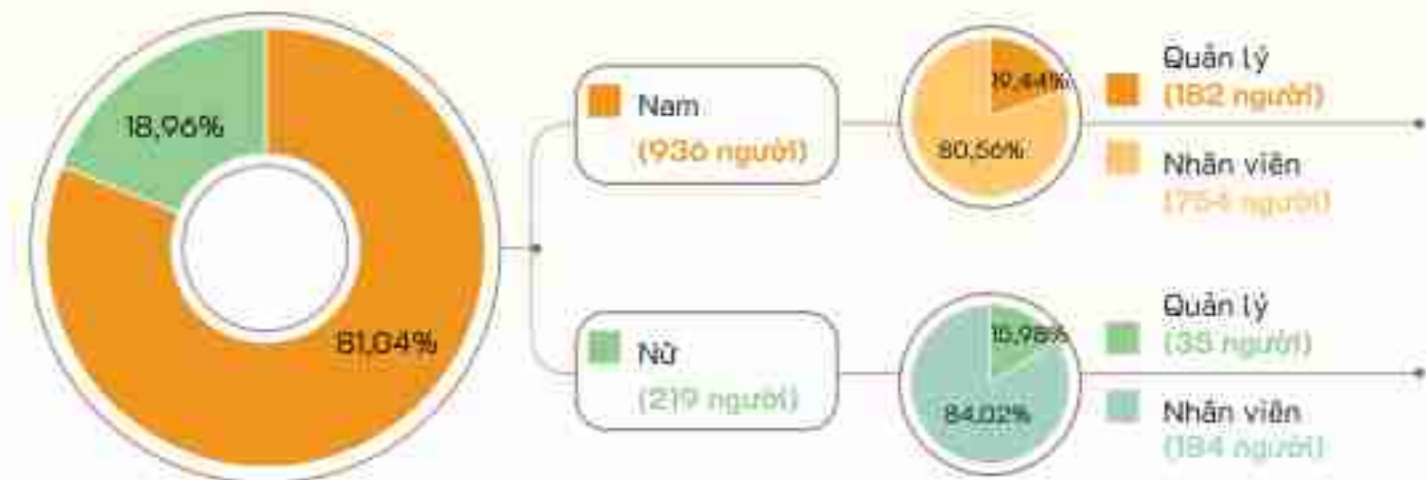 18,96%
81,04%
Nam
(936 người)
19,44%
80,56%
Quản lý
(182 người)
Nhân viên
(754 người)
Nữ
(219 người)
15,98%
84,02%
Quản lý
(35 người)
Nhân viên
(184 người)